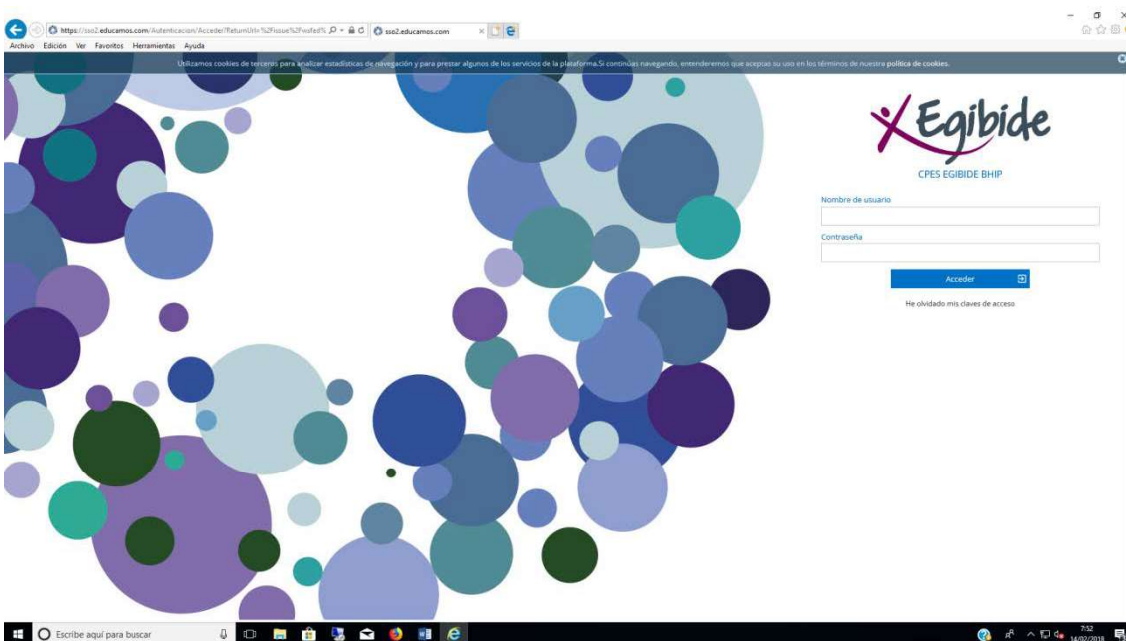 https://sso2.educamos.com/Autenticacion/Acceder?ReturnUrl=%2Fissue%2Fwsfed%
sso2.educamos.com
Archivo Edición Ver Favoritos Herramientas Ayuda
Utilizamos cookies de terceros para analizar estadísticas de navegación y para prestar algunos de los servicios de la plataforma.Si continúas navegando, entenderemos que aceptas su uso en los términos de nuestra política de cookies.
Egibide
CPES EGIBIDE BHIP
Nombre de usuario
Contraseña
Acceder
He olvidado mis claves de acceso
Escribe aquí para buscar
7:52
14/02/2019